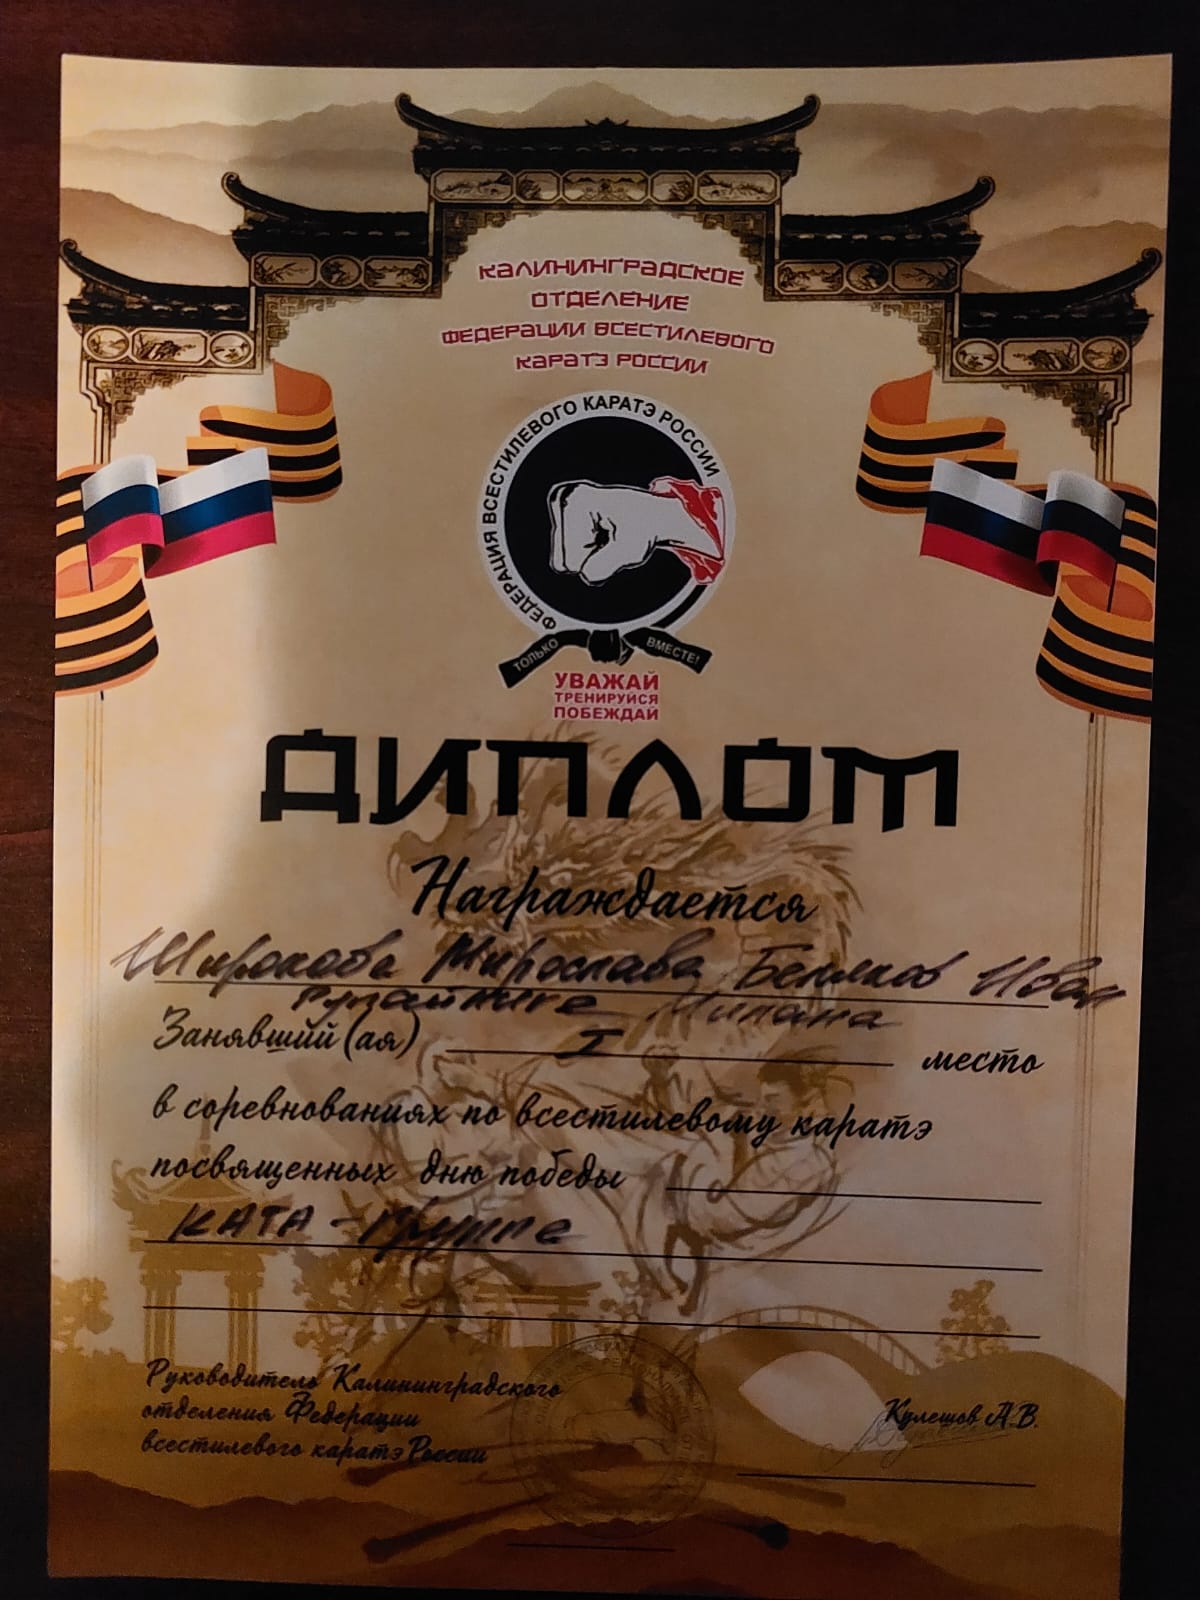 КАЛИНИНГРАДСКОЕ
ОТДЕЛЕНИЕ
ФЕДЕРАЦИИ ВСЕСТИЛЕВОГО
КАРАТЭ РОССИИ
ФЕДЕРАЦИЯ ВСЕСТИЛЕВОГО КАРАТЭ РОССИИ
ТОЛЬКО ВМЕСТЕ!
УВАЖАЙ
ТРЕНИРУЙСЯ
ПОБЕЖДАЙ
ДИПЛОМ
Награждается
Широкова Мирослава Беляков Иван
Милана
Занявший(ая) I место
в соревнованиях по всестилевому каратэ
посвященных дню победы
КАТА - Группа
Руководитель Калининградского
отделения Федерации
всестилевого каратэ России
Кулешов А.В.